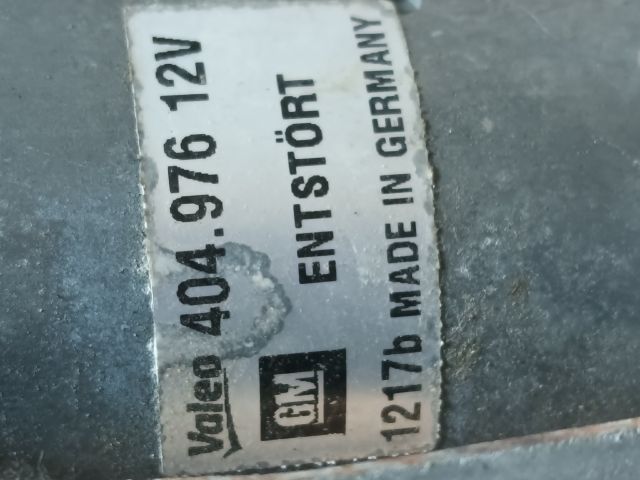 Valeo 404.976 12V
GM ENTSTÖRT
1217b MADE IN GERMANY